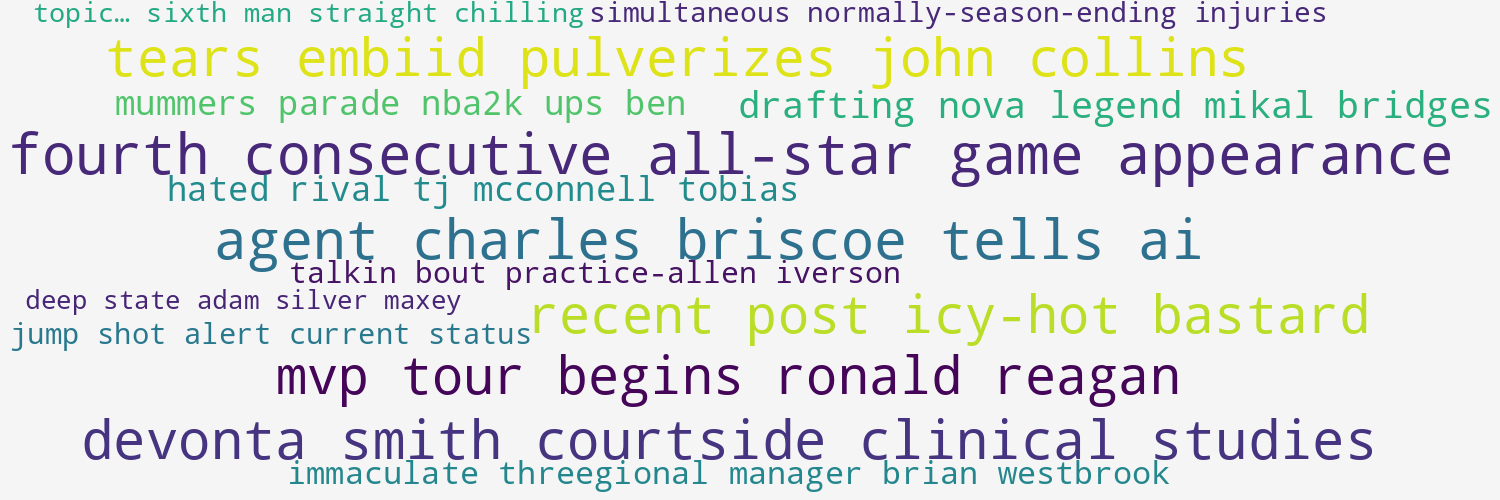 topic… sixth man straight chilling
simultaneous normally-season-ending injuries
tears embiid pulverizes john collins
mummers parade nba2k ups ben
drafting nova legend mikal bridges
fourth consecutive all-star game appearance
hated rival tj mcconnell tobias
agent charles briscoe tells ai
talkin bout practice-allen iverson
deep state adam silver maxey
recent post icy-hot bastard
jump shot alert current status
mvp tour begins ronald reagan
devonta smith courtside clinical studies
immaculate threegional manager brian westbrook